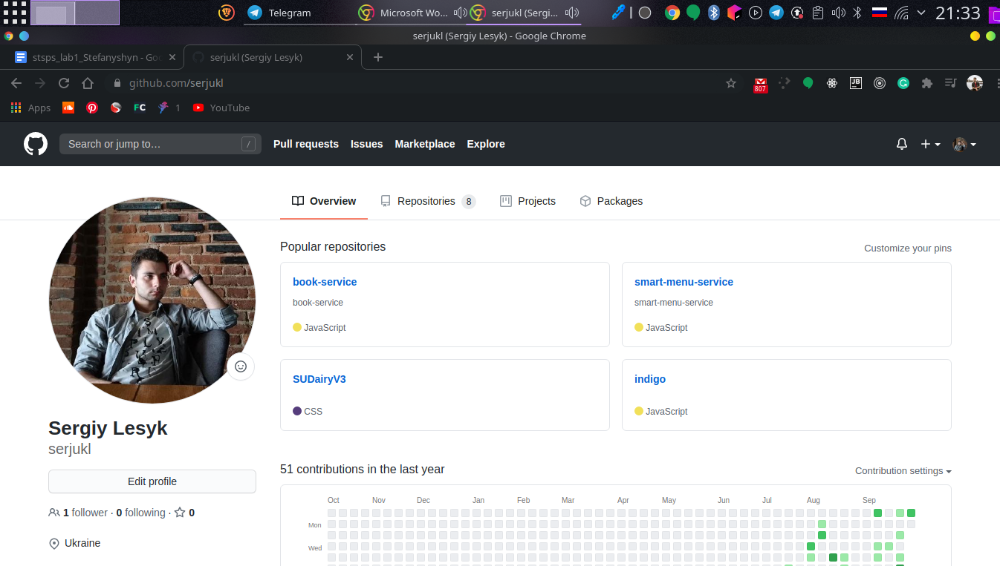 Telegram
Microsoft Wo...
serjukl (Sergi...
21:33
serjukl (Sergiy Lesyk) - Google Chrome
stsps_lab1_Stefanyshyn - Goo
serjukl (Sergiy Lesyk)
github.com/serjukl
807
JB
Apps
FC
1
YouTube
Search or jump to…
/
Pull requests
Issues
Marketplace
Explore
Overview
Repositories 8
Projects
Packages
Popular repositories
Customize your pins
book-service
book-service
JavaScript
smart-menu-service
smart-menu-service
JavaScript
SUDairyV3
CSS
indigo
JavaScript
Sergiy Lesyk
serjukl
Edit profile
1 follower · 0 following · 0
Ukraine
51 contributions in the last year
Contribution settings
Oct Nov Dec Jan Feb Mar Apr May Jun Jul Aug Sep
Mon
Wed